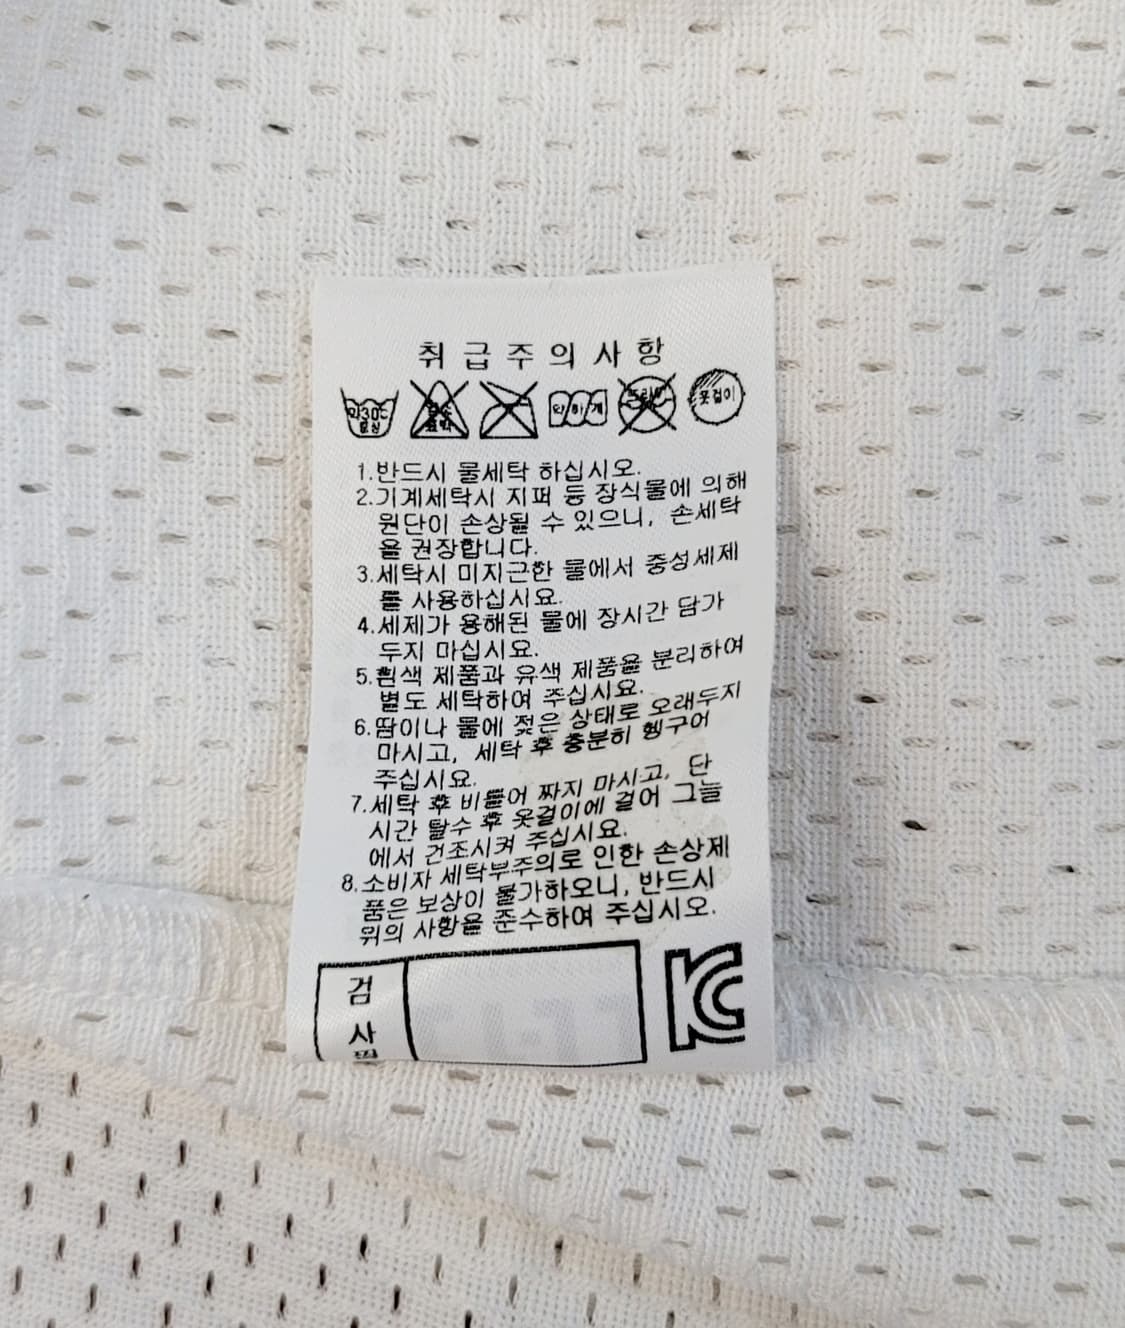 취급주의사항
약30℃ 중성
염소 표백
약하게
드라이
옷걸이
1.반드시 물세탁 하십시오.
2.기계세탁시 지퍼 등 장식물에 의해
원단이 손상될 수 있으니, 손세탁
을 권장합니다.
3.세탁시 미지근한 물에서 중성세제
를 사용하십시요.
4.세제가 용해된 물에 장시간 담가
두지 마십시요.
5.흰색 제품과 유색 제품을 분리하여
별도 세탁하여 주십시요.
6.땀이나 물에 젖은 상태로 오래두지
마시고, 세탁 후 충분히 헹구어
주십시요.
7.세탁 후 비틀어 짜지 마시고, 단
시간 탈수 후 옷걸이에 걸어 그늘
에서 건조시켜 주십시요.
8.소비자 세탁부주의로 인한 손상제
품은 보상이 불가하오니, 반드시
위의 사항을 준수하여 주십시오.
검
사
KC